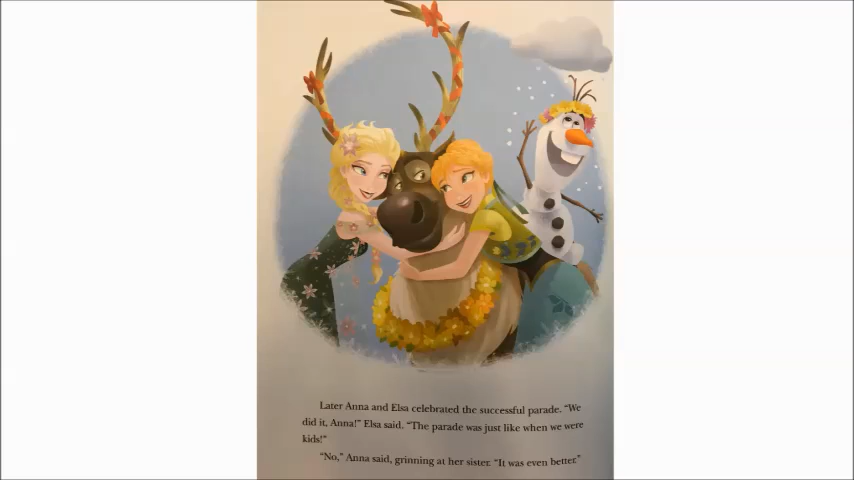 Later Anna and Elsa celebrated the successful parade. “We
did it, Anna!” Elsa said. “The parade was just like when we were
kids!”
“No,” Anna said, grinning at her sister. “It was even better.”